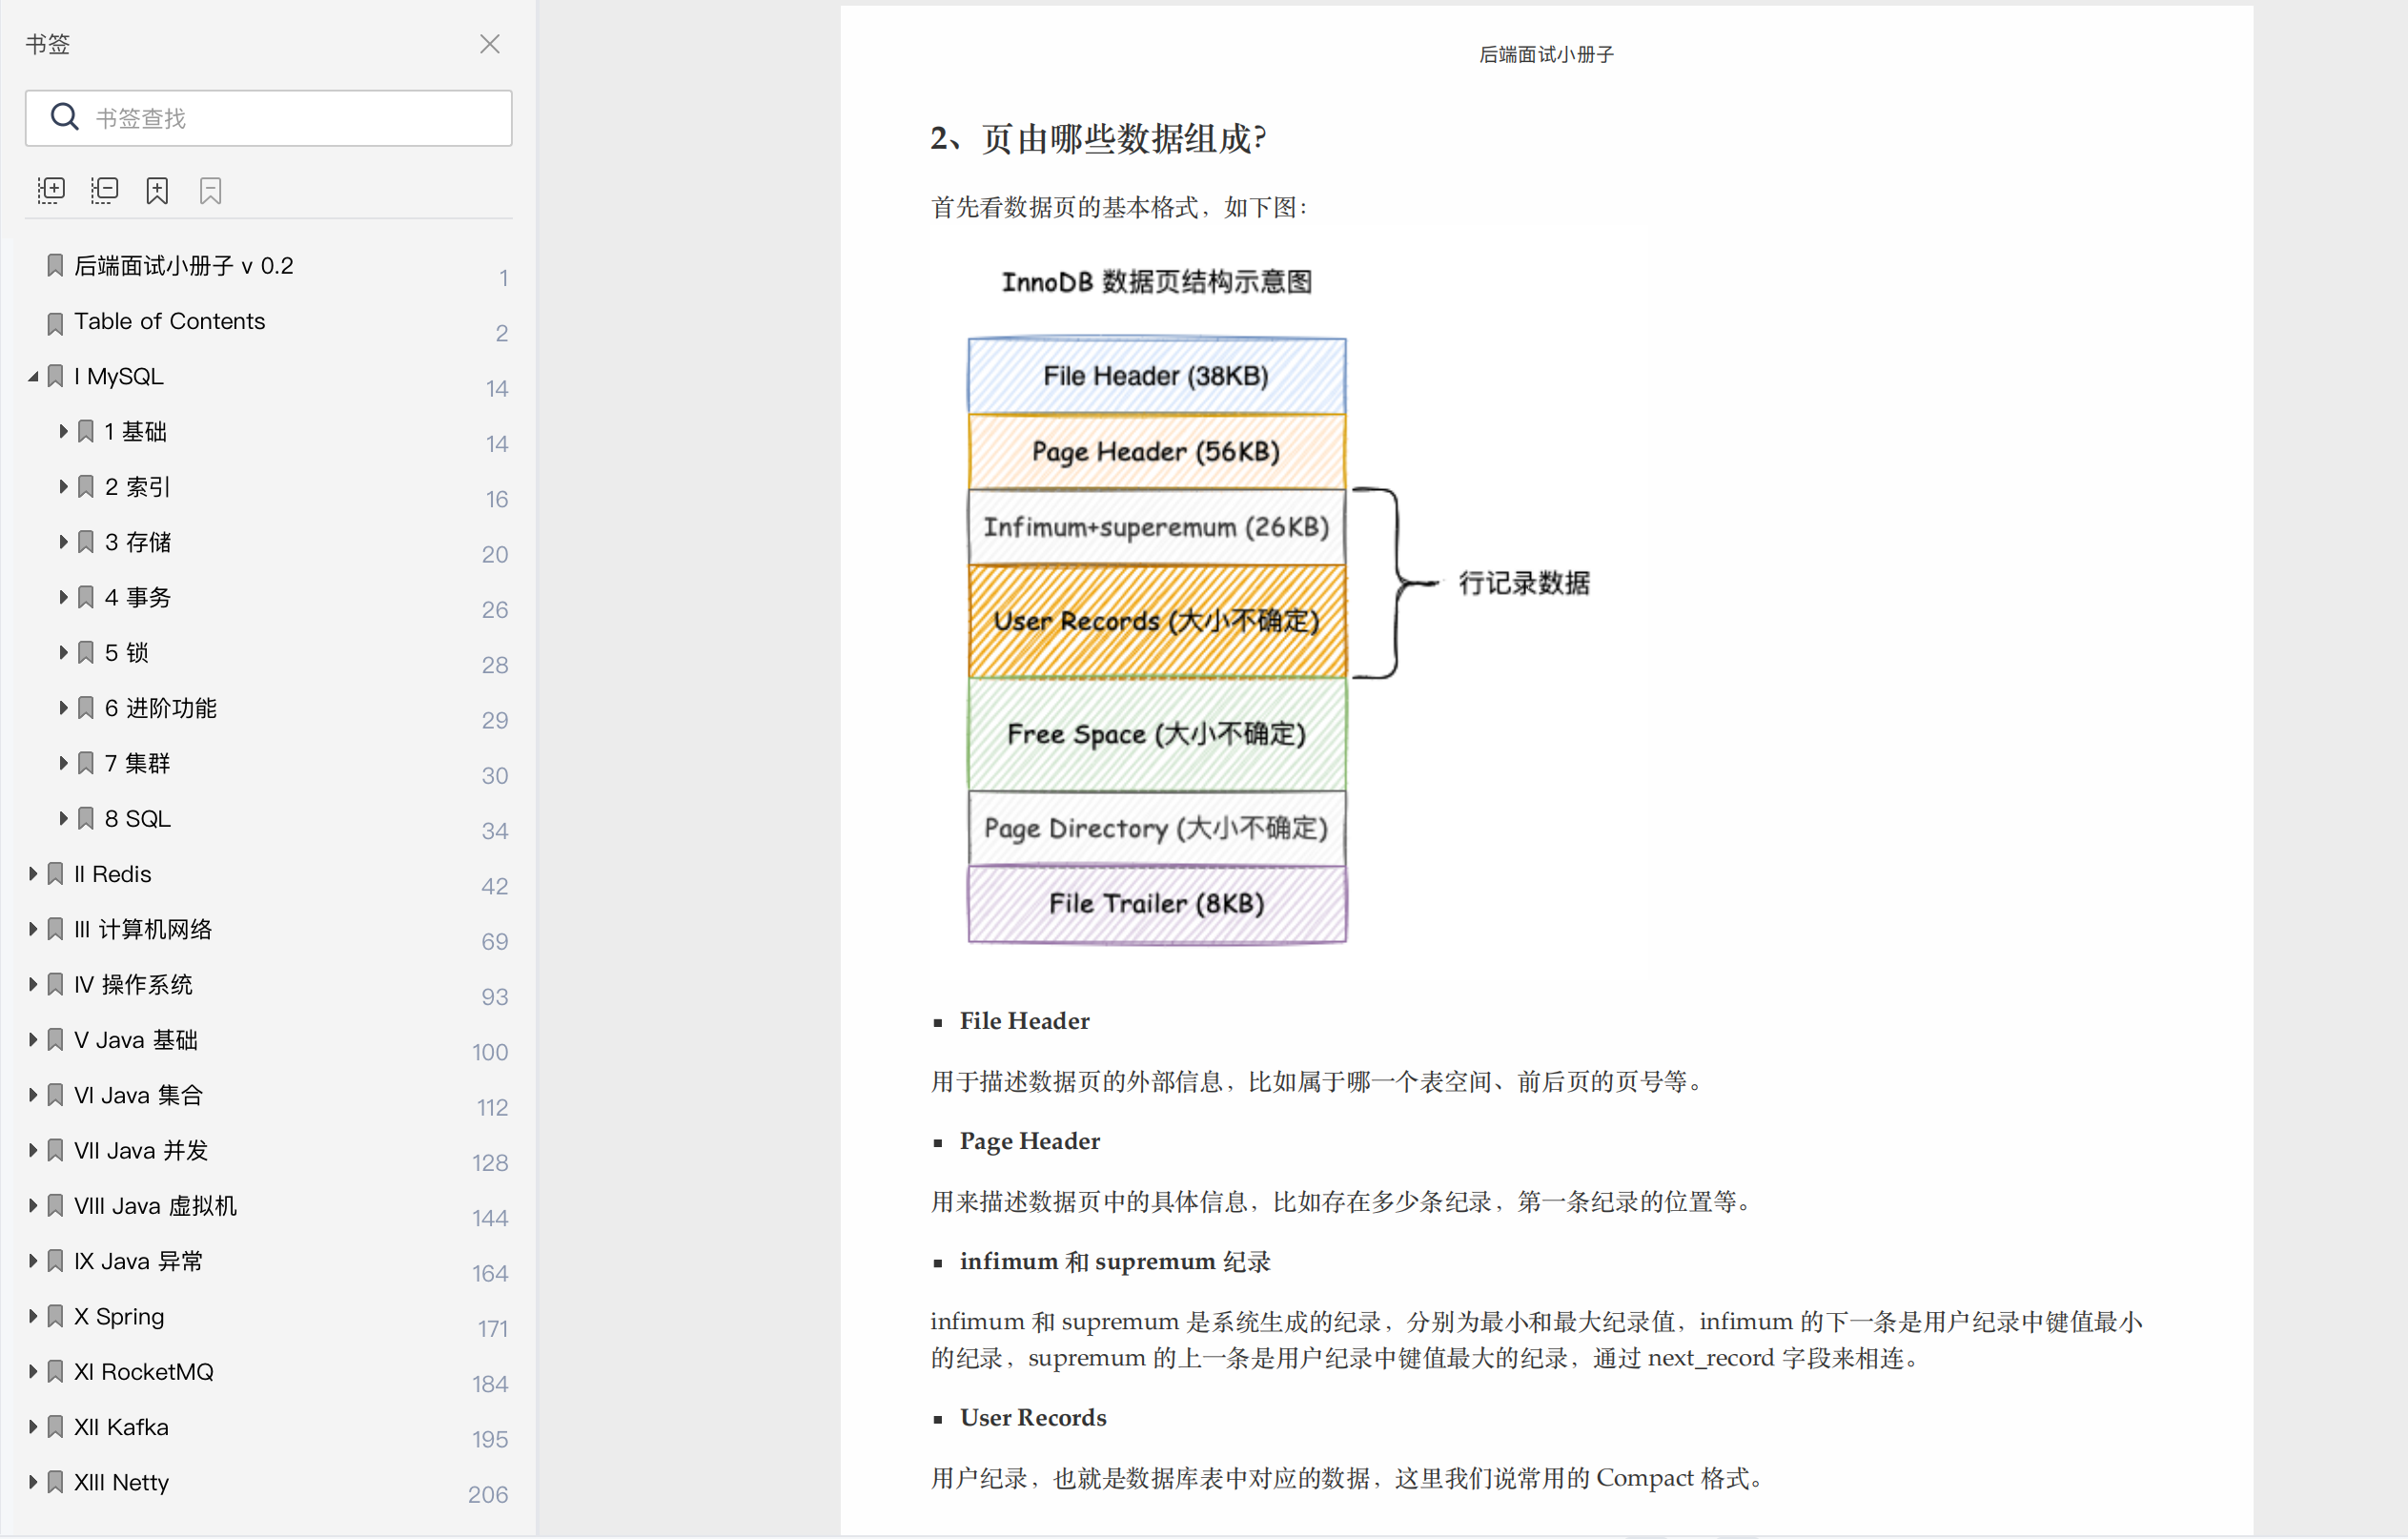 书签
书签查找
后端面试小册子 v 0.2 1
Table of Contents 2
I MySQL 14
1 基础 14
2 索引 16
3 存储 20
4 事务 26
5 锁 28
6 进阶功能 29
7 集群 30
8 SQL 34
II Redis 42
III 计算机网络 69
IV 操作系统 93
V Java 基础 100
VI Java 集合 112
VII Java 并发 128
VIII Java 虚拟机 144
IX Java 异常 164
X Spring 171
XI RocketMQ 184
XII Kafka 195
XIII Netty 206
后端面试小册子
2、页由哪些数据组成?
首先看数据页的基本格式，如下图：
InnoDB 数据页结构示意图
File Header (38KB)
Page Header (56KB)
Infimum+superemum (26KB)
User Records (大小不确定)
行记录数据
Free Space (大小不确定)
Page Directory (大小不确定)
File Trailer (8KB)
▪ File Header
用于描述数据页的外部信息，比如属于哪一个表空间、前后页的页号等。
▪ Page Header
用来描述数据页中的具体信息，比如存在多少条纪录，第一条纪录的位置等。
▪ infimum 和 supremum 纪录
infimum 和 supremum 是系统生成的纪录，分别为最小和最大纪录值，infimum 的下一条是用户纪录中键值最小
的纪录，supremum 的上一条是用户纪录中键值最大的纪录，通过 next_record 字段来相连。
▪ User Records
用户纪录，也就是数据库表中对应的数据，这里我们说常用的 Compact 格式。